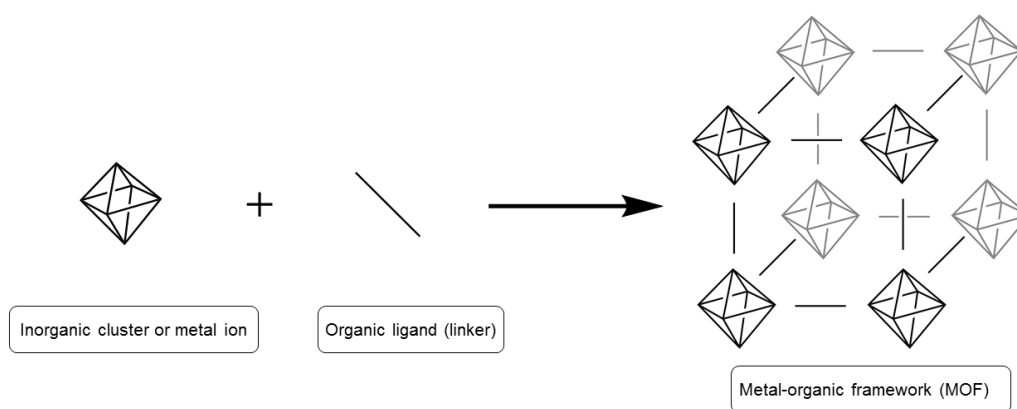 Inorganic cluster or metal ion
Organic ligand (linker)
Metal-organic framework (MOF)